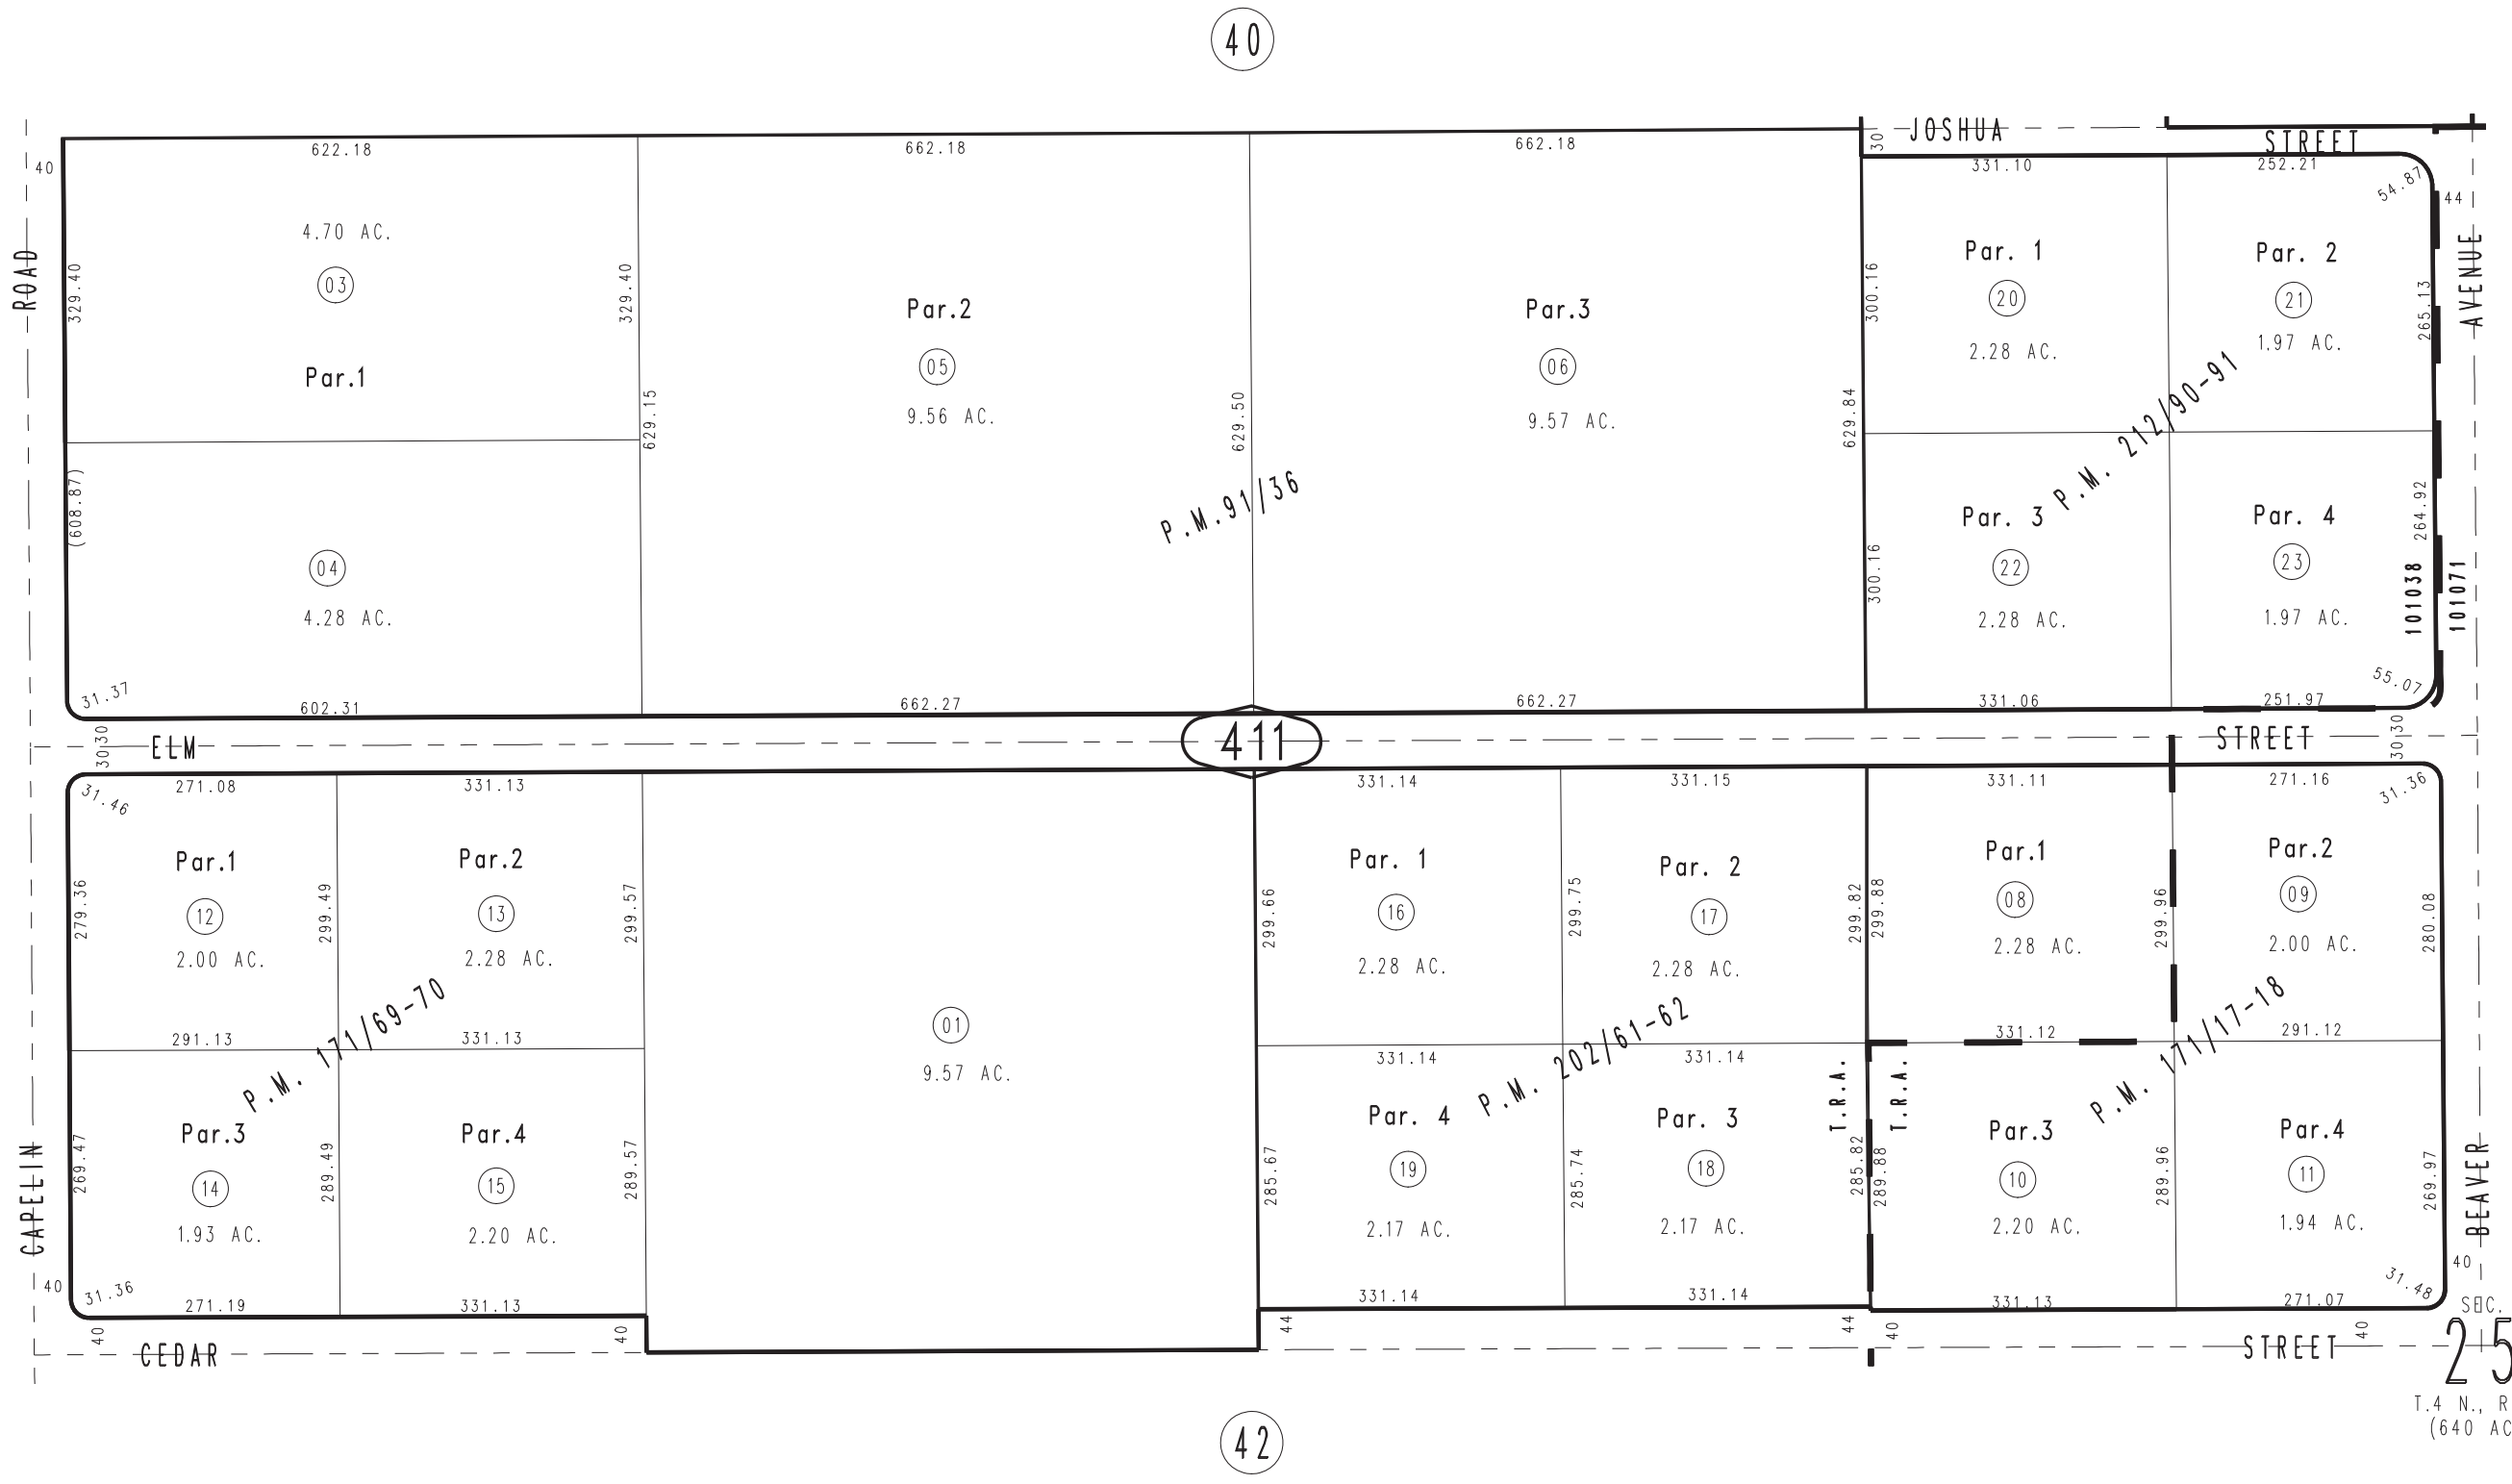 40
JOSHUA STREET
622.18
662.18
662.18
30
331.10
252.21
54.87
40
44
ROAD
AVENUE
4.70 AC.
03
Par.1
329.40
329.40
Par.2
05
9.56 AC.
629.15
629.50
Par.3
06
9.57 AC.
629.84
300.16
Par. 1
20
2.28 AC.
Par. 2
21
1.97 AC.
265.13
P.M. 91/36
P.M. 212/90-91
(608.87)
04
4.28 AC.
300.16
Par. 3
22
2.28 AC.
Par. 4
23
1.97 AC.
264.92
101038
101071
31.37
602.31
662.27
662.27
331.06
251.97
55.07
30 30
ELM
411
STREET
30 30
31.46
271.08
331.13
331.14
331.15
331.11
271.16
31.36
279.36
Par.1
12
2.00 AC.
299.49
Par.2
13
2.28 AC.
299.57
299.66
Par. 1
16
2.28 AC.
299.75
Par. 2
17
2.28 AC.
299.82
299.88
Par.1
08
2.28 AC.
299.96
Par.2
09
2.00 AC.
280.08
01
9.57 AC.
P.M. 171/69-70
P.M. 202/61-62
P.M. 171/17-18
291.13
331.13
331.14
331.14
331.12
291.12
T.R.A.
T.R.A.
269.47
Par.3
14
1.93 AC.
289.49
Par.4
15
2.20 AC.
289.57
285.67
Par. 4
19
2.17 AC.
285.74
Par. 3
18
2.17 AC.
285.82
289.88
Par.3
10
2.20 AC.
289.96
Par.4
11
1.94 AC.
269.97
CAPELIN
BEAVER
40
31.36
271.19
331.13
331.14
331.14
331.13
271.07
31.48
40
SEC.
40
40
44
44
40
40
CEDAR
STREET
25
T.4 N., R
(640 AC
42